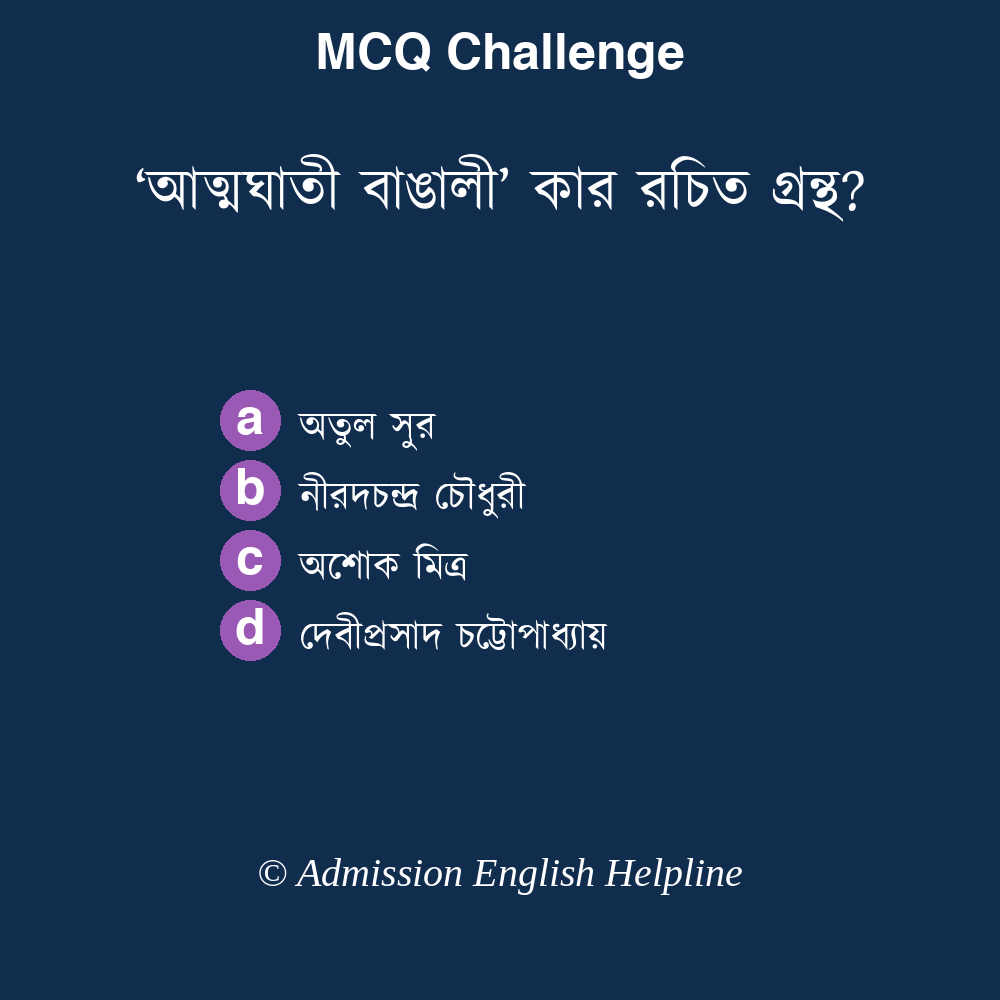 MCQ Challenge
‘আত্মঘাতী বাঙালী’ কার রচিত গ্রন্থ?
a অতুল সুর
b নীরদচন্দ্র চৌধুরী
c অশোক মিত্র
d দেবীপ্রসাদ চট্টোপাধ্যায়
© Admission English Helpline